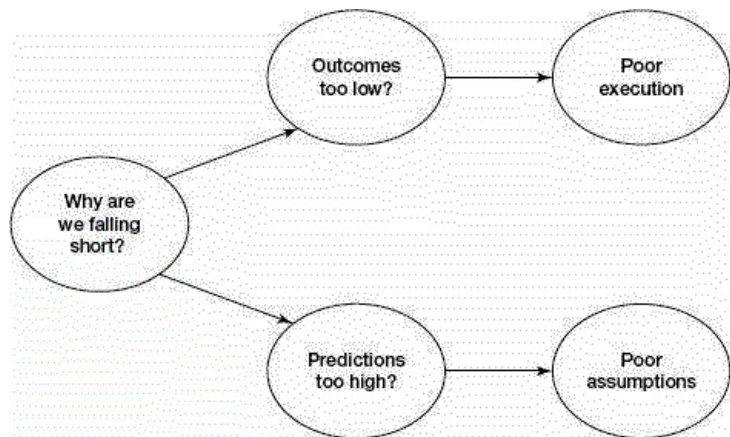 Outcomes
too low?
Poor
execution
Why are
we falling
short?
Predictions
too high?
Poor
assumptions